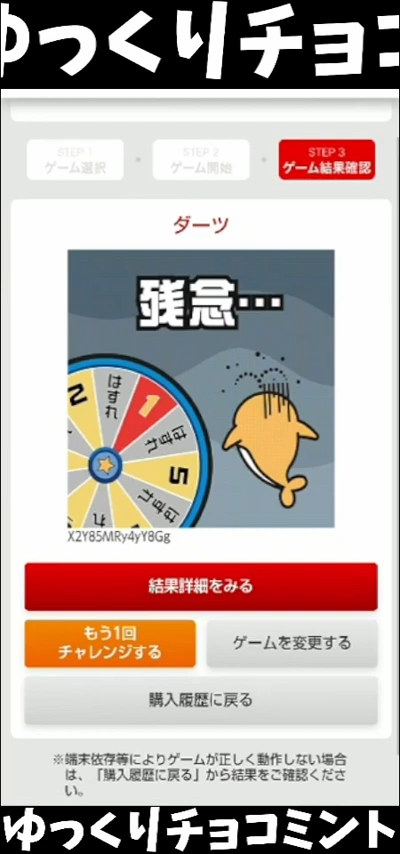 ゆっくりチョコ
STEP 1
ゲーム選択
STEP 2
ゲーム開始
STEP 3
ゲーム結果確認
ダーツ
残念…
2
はずれ
1
はずれ
5
はずれ
はずれ
X2Y85MRy4yY8Gg
結果詳細をみる
もう1回
チャレンジする
ゲームを変更する
購入履歴に戻る
※端末依存等によりゲームが正しく動作しない場合
は、「購入履歴に戻る」から結果をご確認くださ
い。
ゆっくりチョコミント